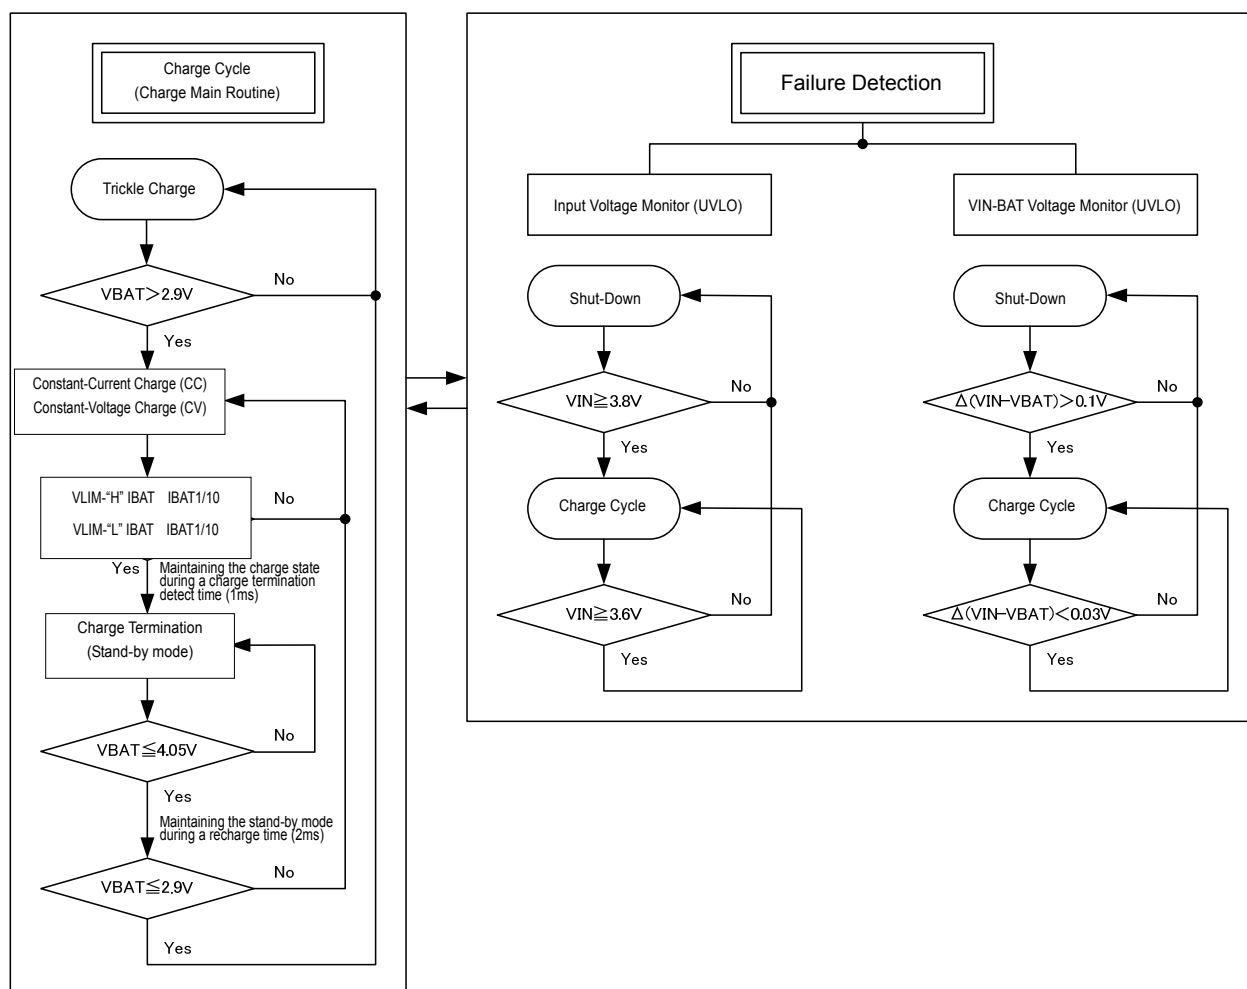 Charge Cycle
(Charge Main Routine)
Trickle Charge
VBAT＞2.9V
No
Yes
Constant-Current Charge (CC)
Constant-Voltage Charge (CV)
VLIM-“H” IBAT IBAT1/10
VLIM-“L” IBAT IBAT1/10
No
Yes
Maintaining the charge state
during a charge termination
detect time (1ms)
Charge Termination
(Stand-by mode)
VBAT≦4.05V
No
Yes
Maintaining the stand-by mode
during a recharge time (2ms)
VBAT≦2.9V
No
Yes
Failure Detection
Input Voltage Monitor (UVLO)
Shut-Down
VIN≧3.8V
No
Yes
Charge Cycle
VIN≧3.6V
No
Yes
VIN-BAT Voltage Monitor (UVLO)
Shut-Down
Δ(VIN-VBAT)＞0.1V
No
Yes
Charge Cycle
Δ(VIN-VBAT)＜0.03V
No
Yes